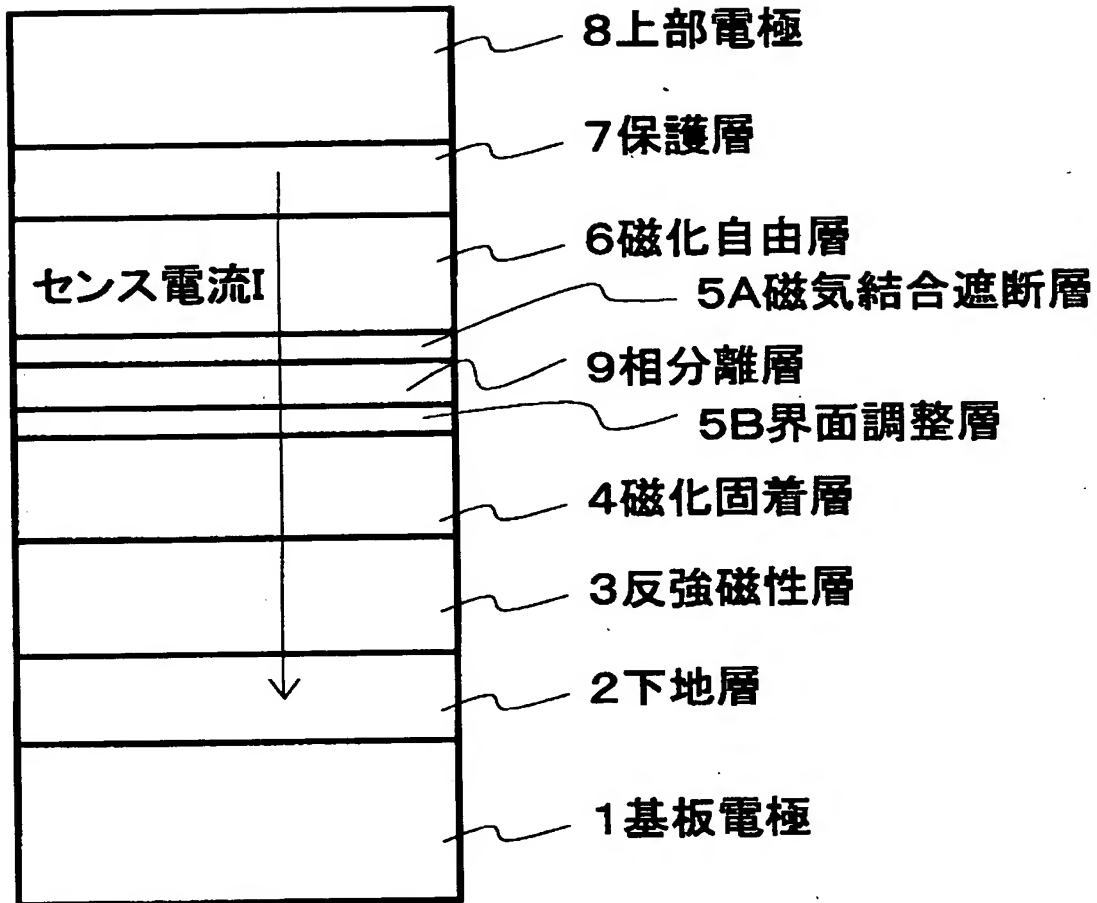 8上部電極
7保護層
6磁化自由層
センス電流I
5A磁気結合遮断層
9相分離層
5B界面調整層
4磁化固着層
3反強磁性層
2下地層
1基板電極